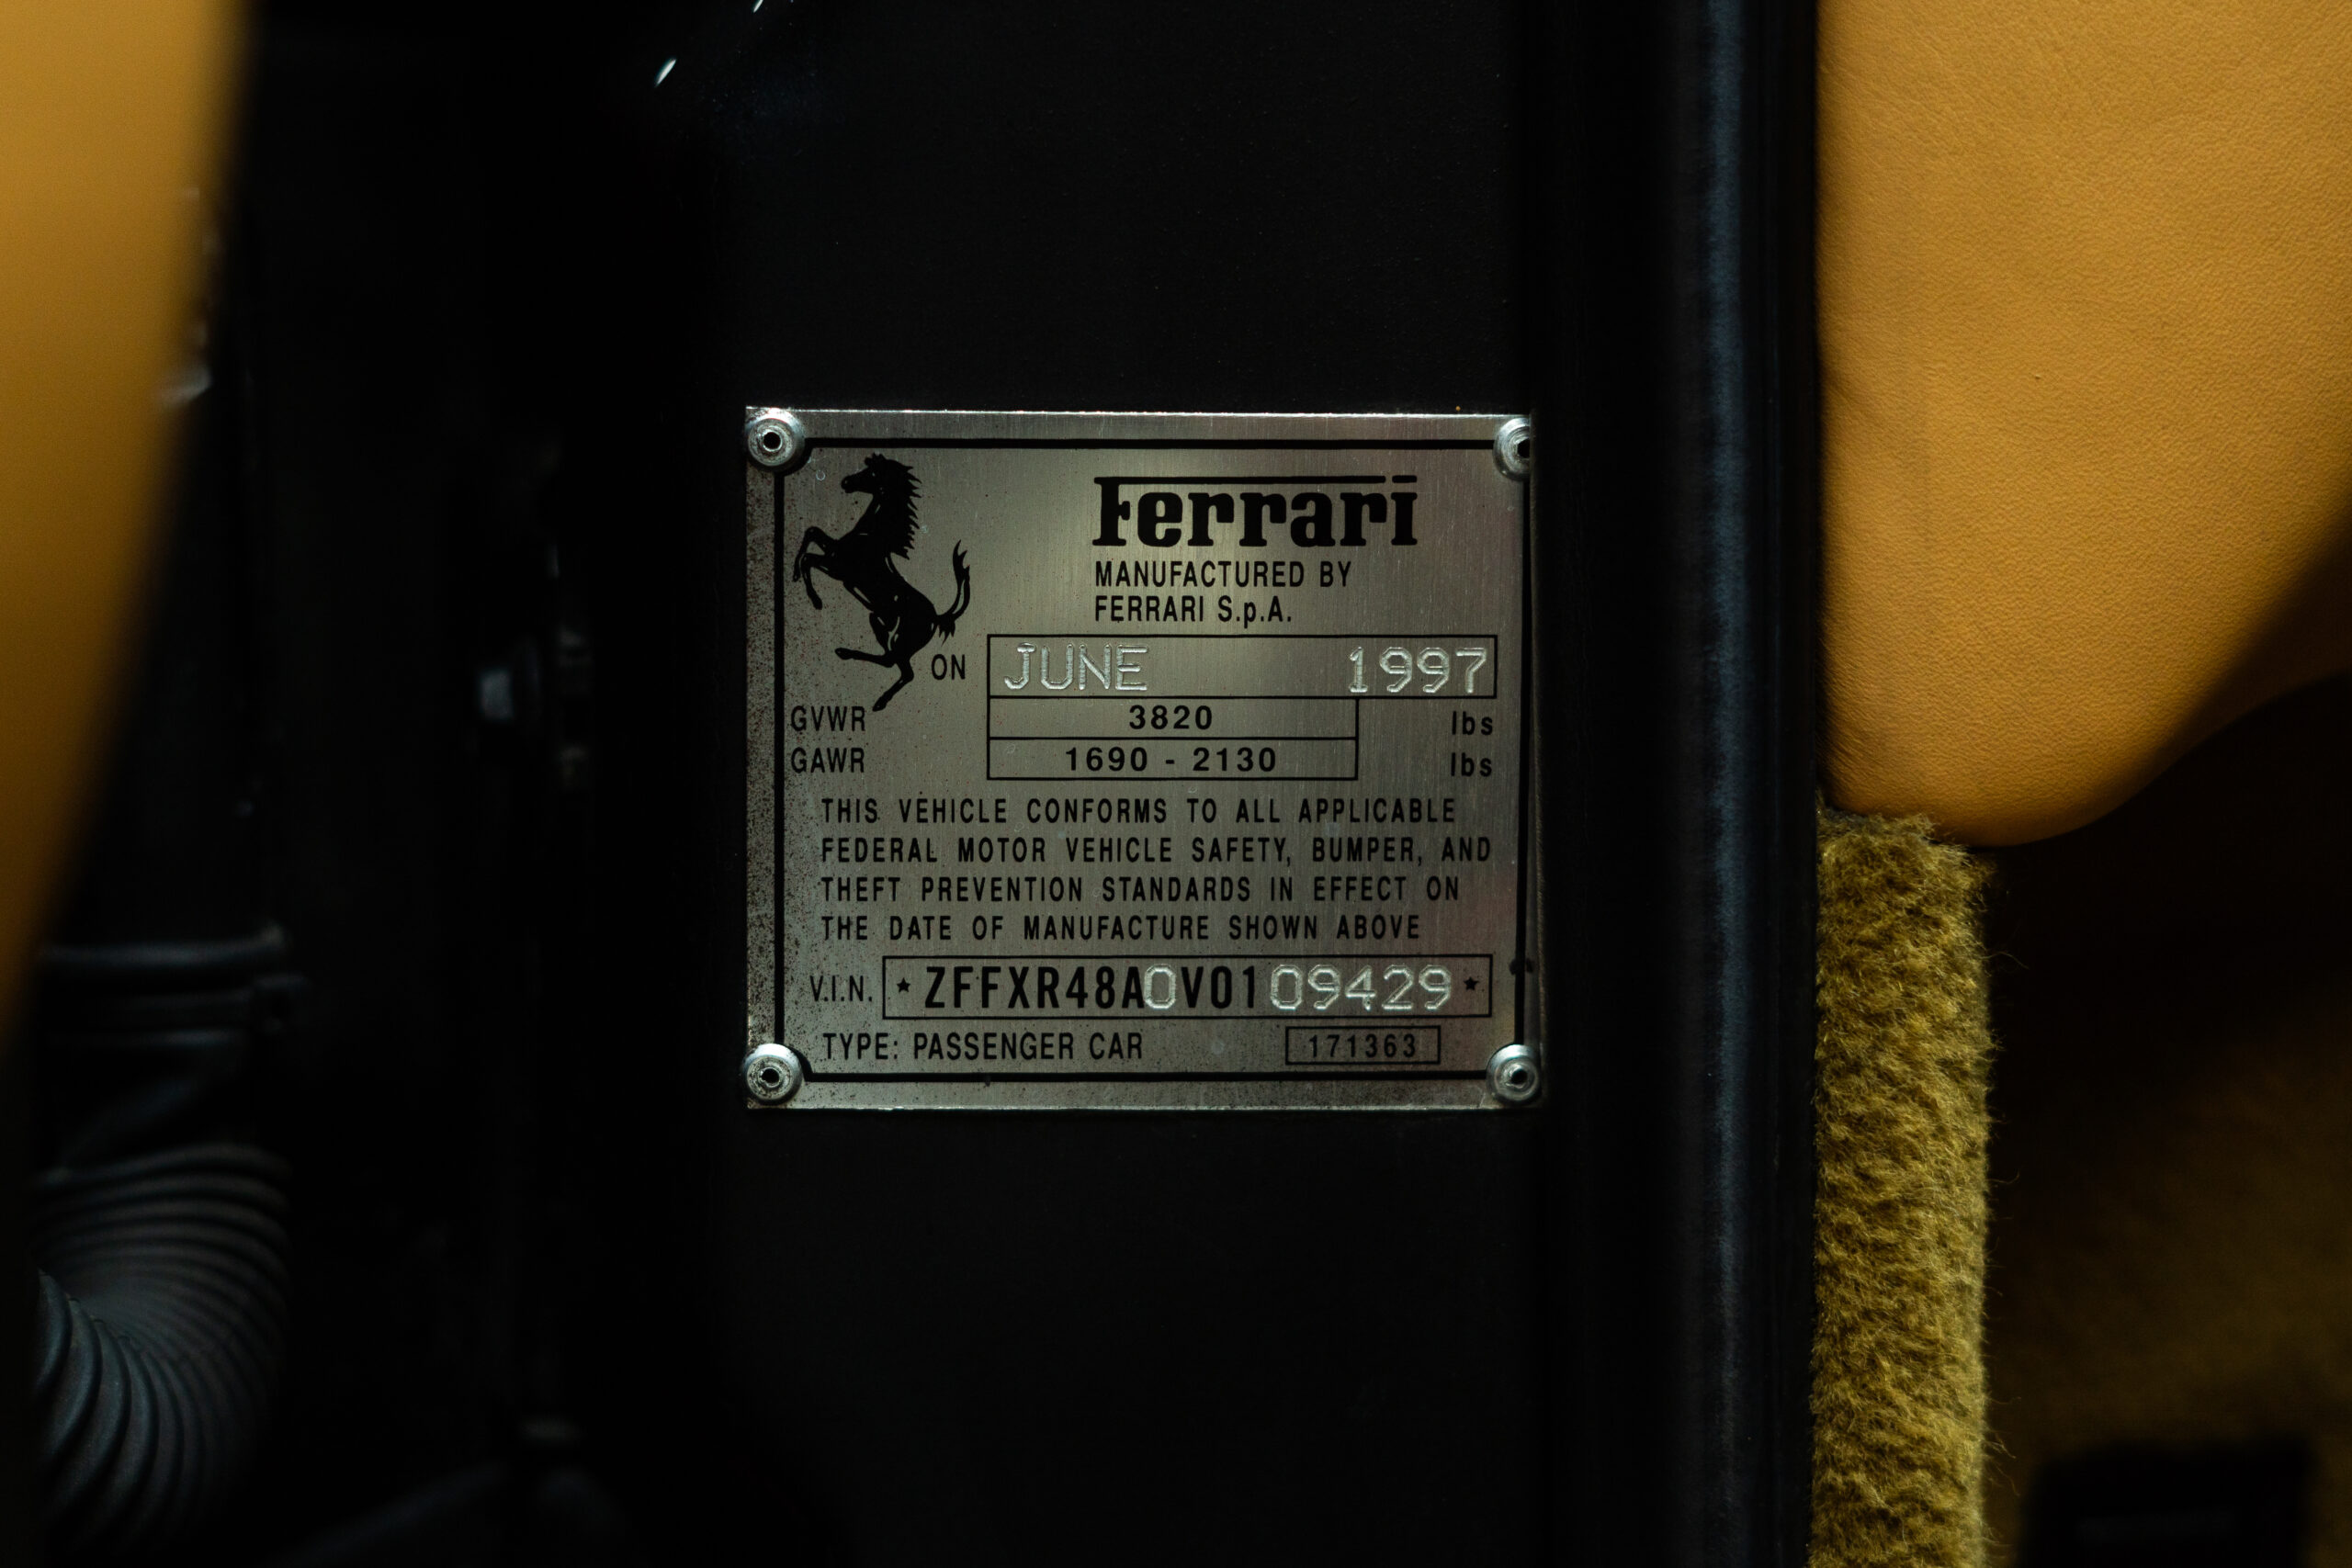 Ferrari
MANUFACTURED BY
FERRARI S.p.A.
ON JUNE 1997
GVWR 3820 lbs
GAWR 1690 - 2130 lbs
THIS VEHICLE CONFORMS TO ALL APPLICABLE
FEDERAL MOTOR VEHICLE SAFETY, BUMPER, AND
THEFT PREVENTION STANDARDS IN EFFECT ON
THE DATE OF MANUFACTURE SHOWN ABOVE
V.I.N. ★ ZFFXR48A0V0109429 ★
TYPE: PASSENGER CAR 171363